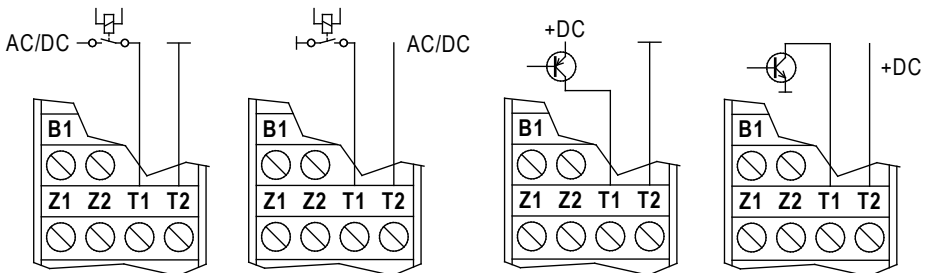 AC/DC
AC/DC
+DC
+DC
B1
B1
B1
B1
Z1 Z2 T1 T2
Z1 Z2 T1 T2
Z1 Z2 T1 T2
Z1 Z2 T1 T2